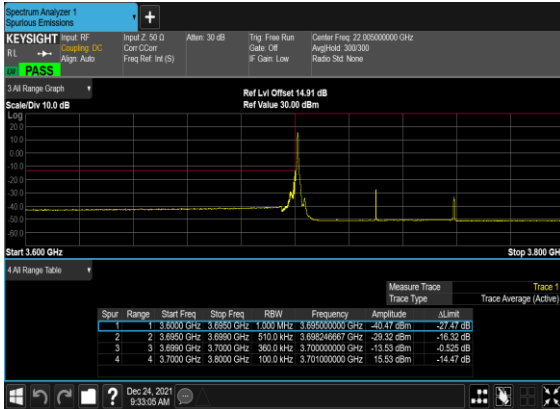 Spectrum Analyzer 1
Spurious Emissions
+
KEYSIGHT
RL
PASS
Input: RF
Coupling: DC
Align: Auto
Input Z: 50 Ω
Corr CCorr
Freq Ref: Int (S)
Atten: 30 dB
Trig: Free Run
Gate: Off
IF Gain: Low
Center Freq: 22.005000000 GHz
Avg|Hold: 300/300
Radio Std: None
3 All Range Graph
Scale/Div 10.0 dB
Ref Lvl Offset 14.91 dB
Ref Value 30.00 dBm
Log
20.0
10.0
0.00
-10.0
-20.0
-30.0
-40.0
-50.0
-60.0
Start 3.600 GHz
Stop 3.800 GH
4 All Range Table
Measure Trace Trace 1
Trace Type Trace Average (Active)
Spur Range Start Freq Stop Freq RBW Frequency Amplitude ΔLimit
1 1 3.6000 GHz 3.6950 GHz 1.000 MHz 3.695000000 GHz -40.47 dBm -27.47 dB
2 2 3.6950 GHz 3.6990 GHz 510.0 kHz 3.698246667 GHz -29.32 dBm -16.32 dB
3 3 3.6990 GHz 3.7000 GHz 360.0 kHz 3.700000000 GHz -13.53 dBm -0.525 dB
4 4 3.7000 GHz 3.8000 GHz 100.0 kHz 3.701000000 GHz 15.53 dBm -14.47 dB
?
Dec 24, 2021
9:33:05 AM